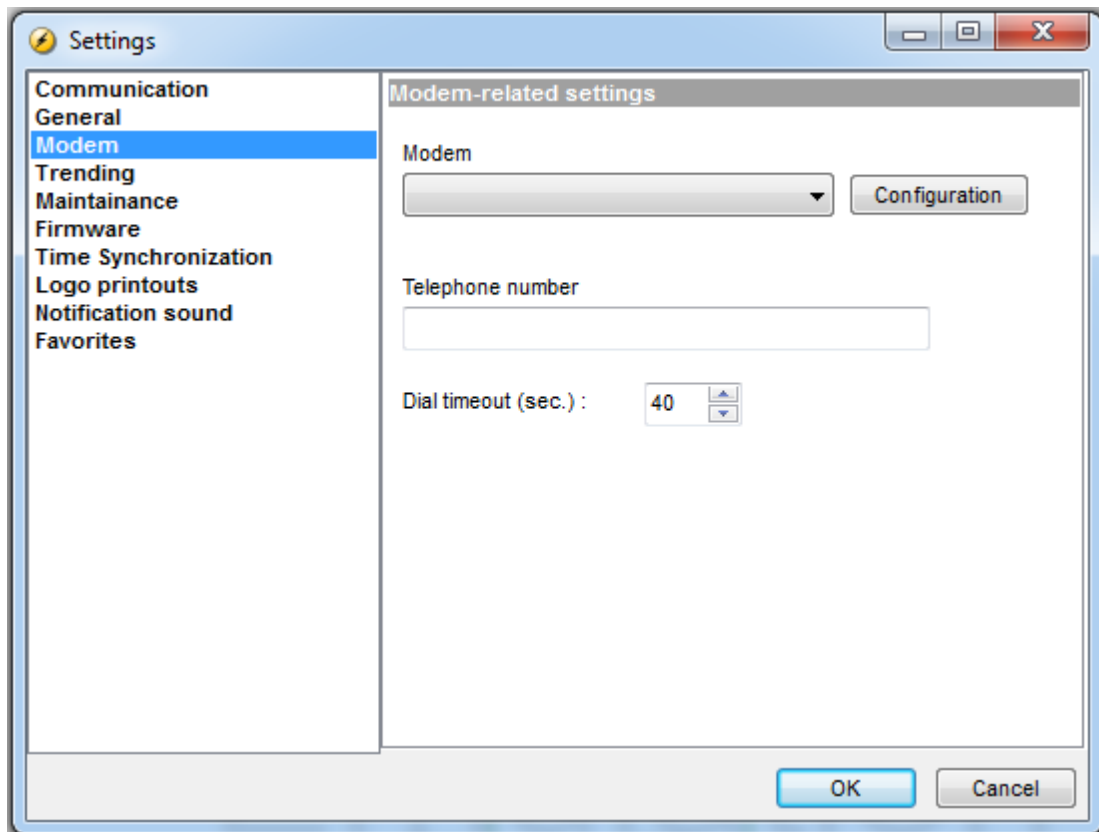 Settings
Communication
General
Modem
Trending
Maintainance
Firmware
Time Synchronization
Logo printouts
Notification sound
Favorites
Modem-related settings
Modem
Configuration
Telephone number
Dial timeout (sec.) : 40
OK Cancel